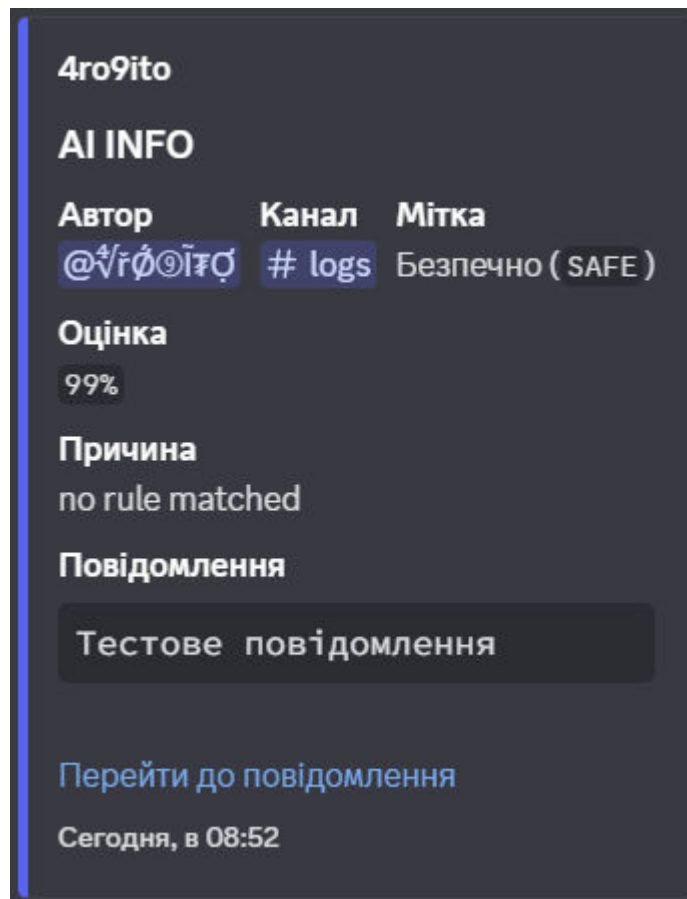 4ro9ito
AI INFO
Автор Канал Мітка
@∜řǾ⑨ĨŦỢ # logs Безпечно (SAFE)
Оцінка
99%
Причина
no rule matched
Повідомлення
Тестове повідомлення
Перейти до повідомлення
Сегодня, в 08:52